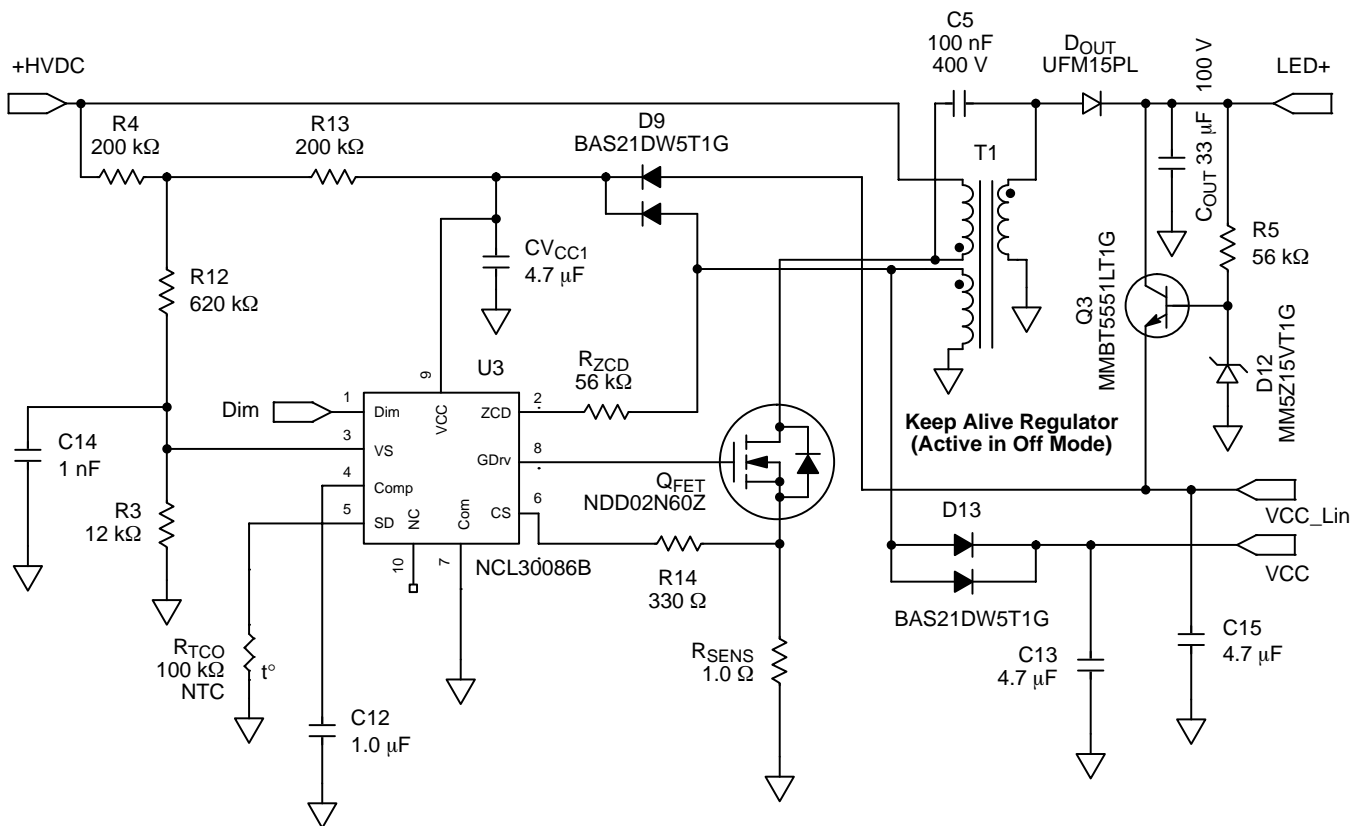 C5
100 nF
400 V
DOUT
UFM15PL
COUT 33 μF 100 V
+HVDC
LED+
R4
200 kΩ
R13
200 kΩ
D9
BAS21DW5T1G
T1
R5
56 kΩ
CVCC1
4.7 μF
R12
620 kΩ
Q3
MMBT5551LT1G
D12
MM5Z15VT1G
U3
RZCD
56 kΩ
9
1
Dim
Dim
VCC
ZCD
2
Keep Alive Regulator
(Active in Off Mode)
C14
1 nF
3
VS
GDrv
8
4
Comp
QFET
NDD02N60Z
6
CS
R3
12 kΩ
5
SD
NC
Com
D13
VCC_Lin
10
7
NCL30086B
R14
330 Ω
VCC
BAS21DW5T1G
RTCO
100 kΩ
NTC
t°
RSENS
1.0 Ω
C13
4.7 μF
C15
4.7 μF
C12
1.0 μF